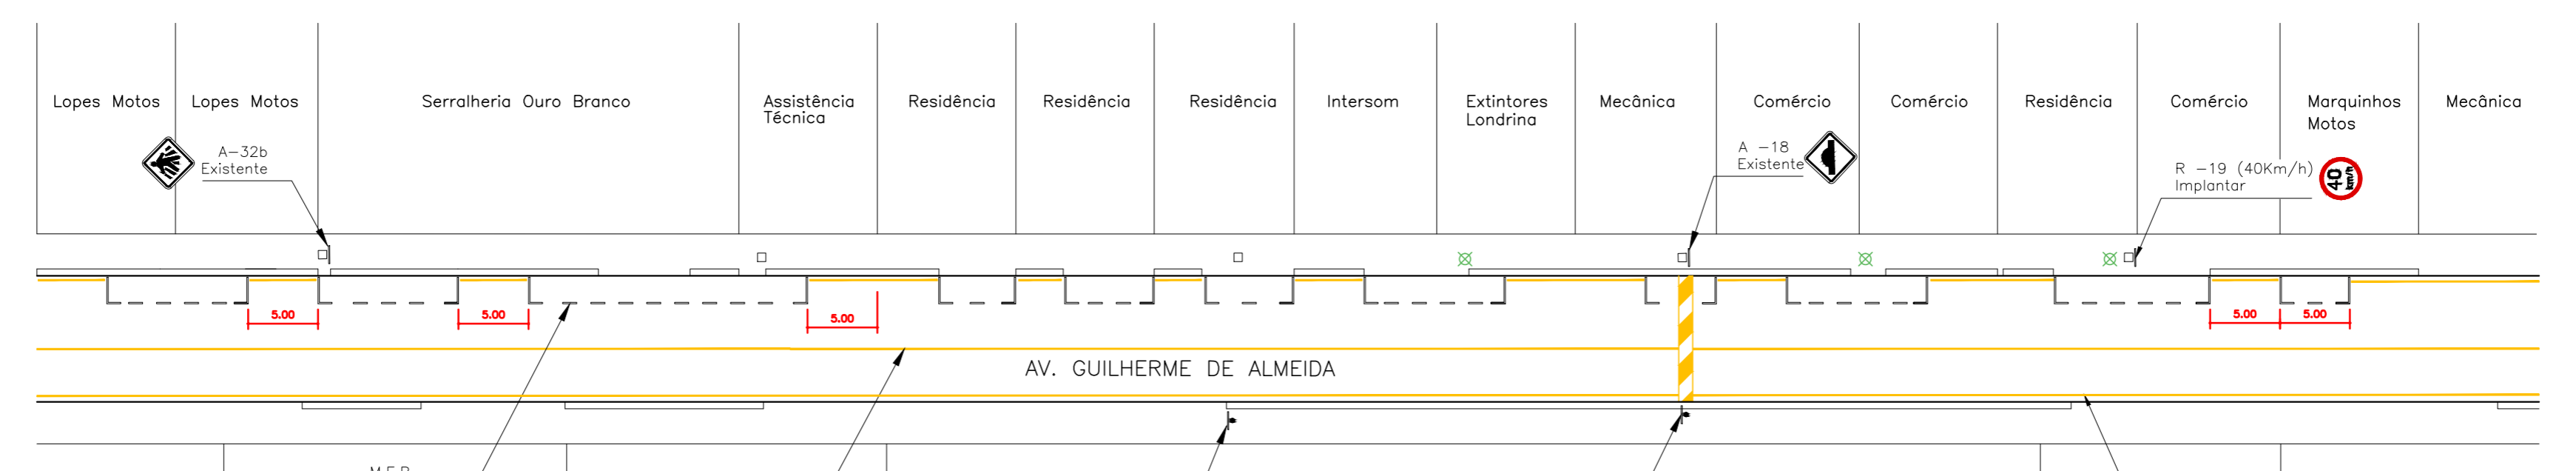 Lopes Motos
Lopes Motos
Serralheria Ouro Branco
Assistência
Técnica
Residência
Residência
Residência
Intersom
Extintores
Londrina
Mecânica
Comércio
Comércio
Residência
Comércio
Marquinhos
Motos
Mecânica
A-32b
Existente
A -18
Existente
R -19 (40Km/h)
Implantar
40
km/h
5.00
5.00
5.00
5.00
5.00
AV. GUILHERME DE ALMEIDA